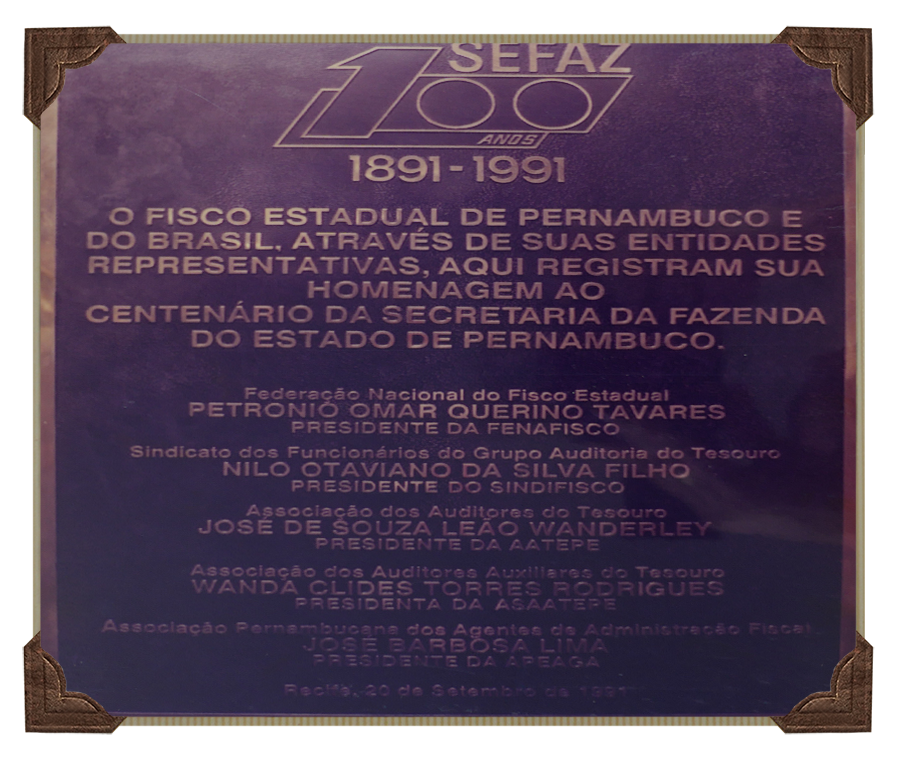 SEFAZ
100
ANOS
1891-1991
O FISCO ESTADUAL DE PERNAMBUCO E
DO BRASIL, ATRAVÉS DE SUAS ENTIDADES
REPRESENTATIVAS, AQUI REGISTRAM SUA
HOMENAGEM AO
CENTENÁRIO DA SECRETARIA DA FAZENDA
DO ESTADO DE PERNAMBUCO.
Federação Nacional do Fisco Estadual
PETRONIO OMAR QUERINO TAVARES
PRESIDENTE DA FENAFISCO
Sindicato dos Funcionários do Grupo Auditoria do Tesouro
NILO OTAVIANO DA SILVA FILHO
PRESIDENTE DO SINDIFISCO
Associação dos Auditores do Tesouro
JOSÉ DE SOUZA LEÃO WANDERLEY
PRESIDENTE DA AATEPE
Associação dos Auditores Auxiliares do Tesouro
WANDA CLIDES TORRES RODRIGUES
PRESIDENTA DA ASAATEPE
Associação Pernambucana dos Agentes de Administração Fiscal
JOSÉ BARBOSA LIMA
PRESIDENTE DA APEAGA
Recife, 20 de Setembro de 1991